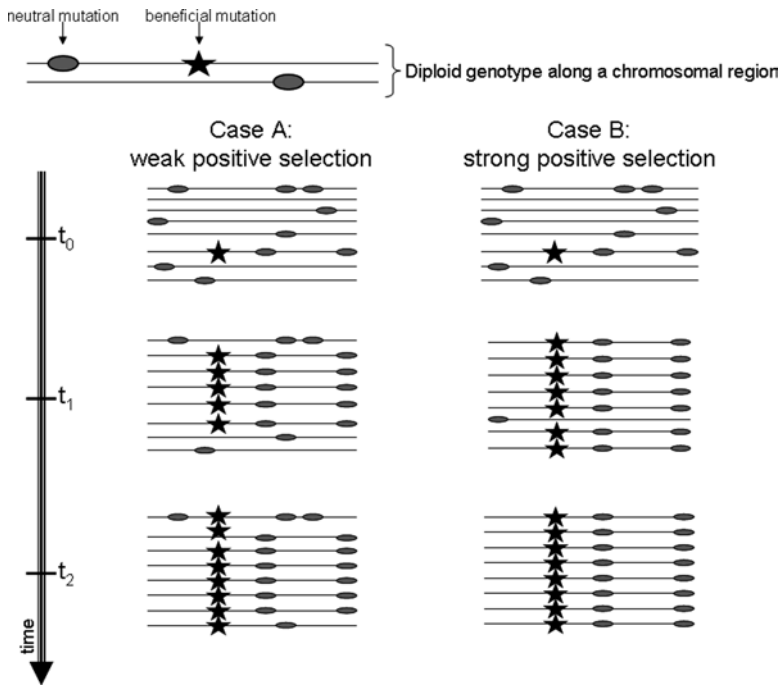 neutral mutation
beneficial mutation
Diploid genotype along a chromosomal region
Case A:
weak positive selection
Case B:
strong positive selection
t0
t1
t2
time